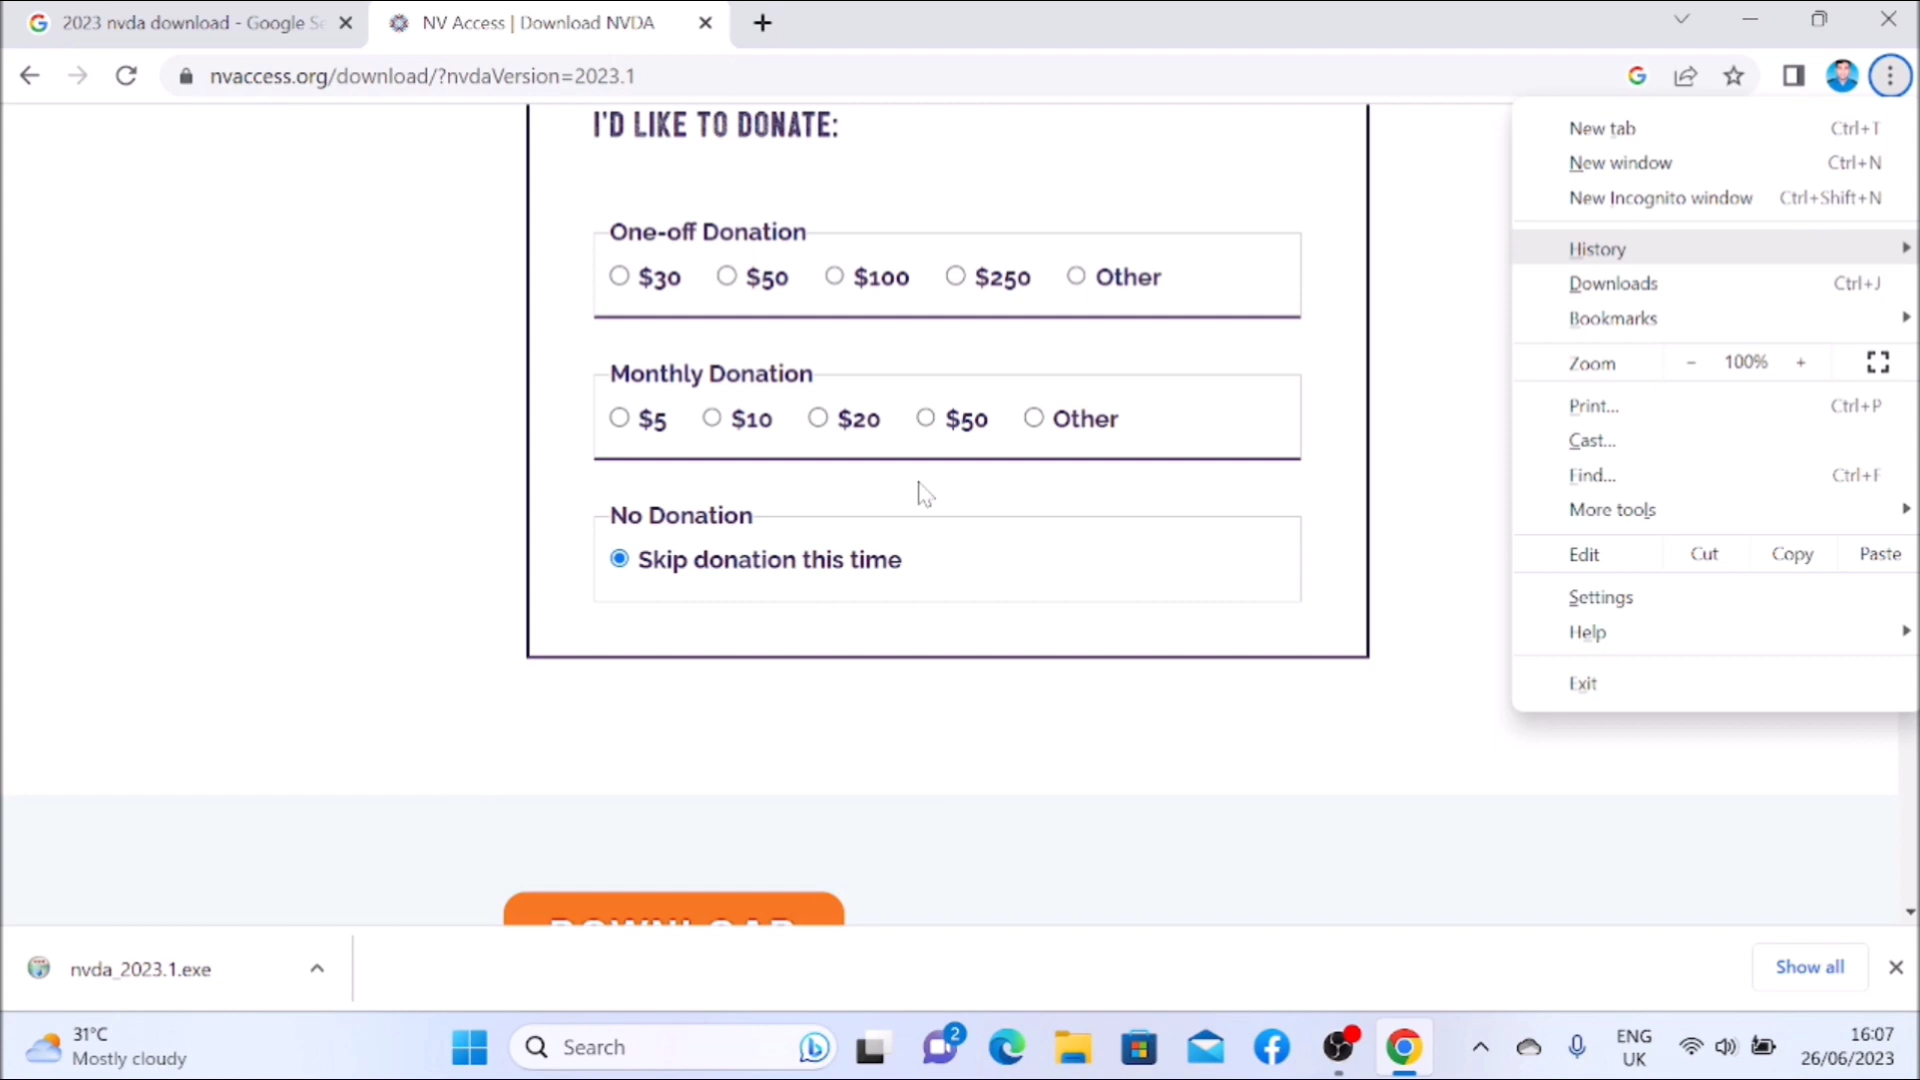 2023 nvda download - Google Se
NV Access | Download NVDA
nvaccess.org/download/?nvdaVersion=2023.1
I'D LIKE TO DONATE:
One-off Donation
$30 $50 $100 $250 Other
Monthly Donation
$5 $10 $20 $50 Other
No Donation
Skip donation this time
DOWNLOAD
New tab Ctrl+T
New window Ctrl+N
New Incognito window Ctrl+Shift+N
History
Downloads Ctrl+J
Bookmarks
Zoom - 100% +
Print... Ctrl+P
Cast...
Find... Ctrl+F
More tools
Edit Cut Copy Paste
Settings
Help
Exit
nvda_2023.1.exe
Show all
31°C
Mostly cloudy
Search
2
ENG
UK
16:07
26/06/2023